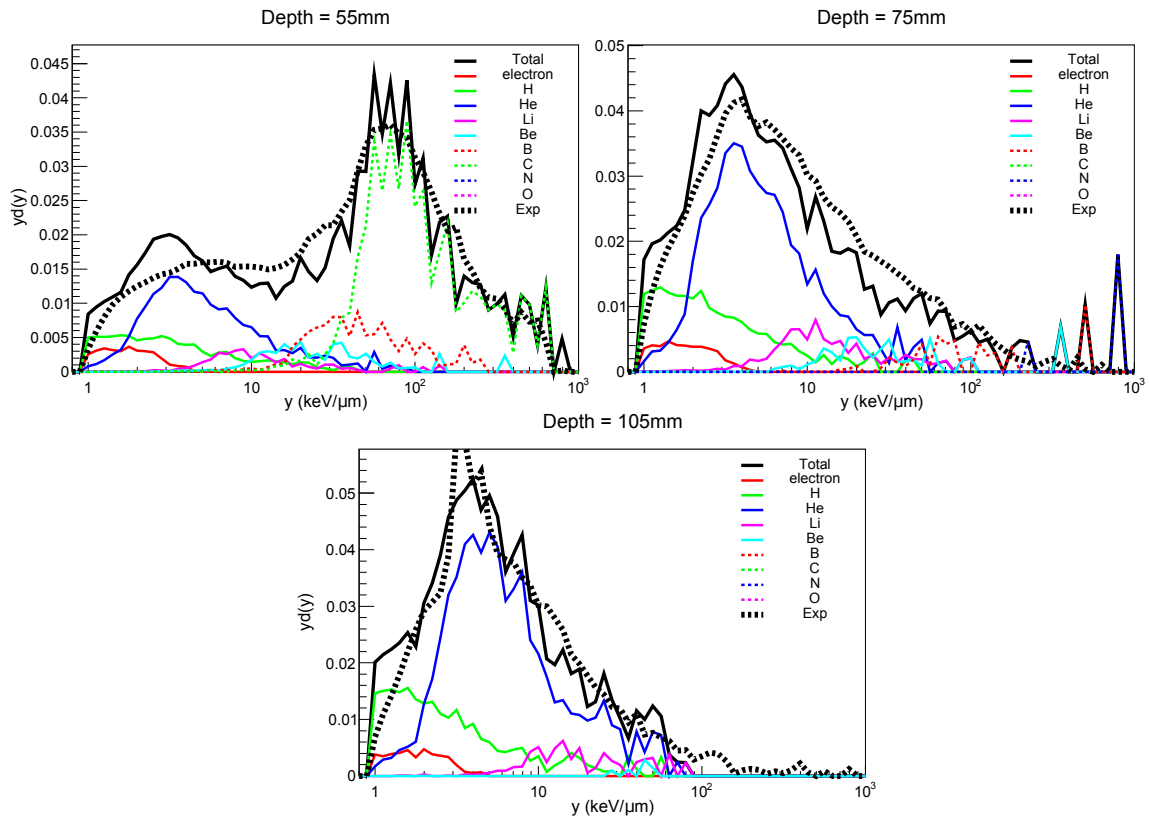 Depth = 55mm
yd(y)
0.045
0.04
0.035
0.03
0.025
0.02
0.015
0.01
0.005
0
1
10
10²
10³
y (keV/μm)
Total
electron
H
He
Li
Be
B
C
N
O
Exp
Depth = 75mm
yd(y)
0.05
0.04
0.03
0.02
0.01
0
1
10
10²
10³
y (keV/μm)
Total
electron
H
He
Li
Be
B
C
N
O
Exp
Depth = 105mm
yd(y)
0.05
0.04
0.03
0.02
0.01
0
1
10
10²
10³
y (keV/μm)
Total
electron
H
He
Li
Be
B
C
N
O
Exp